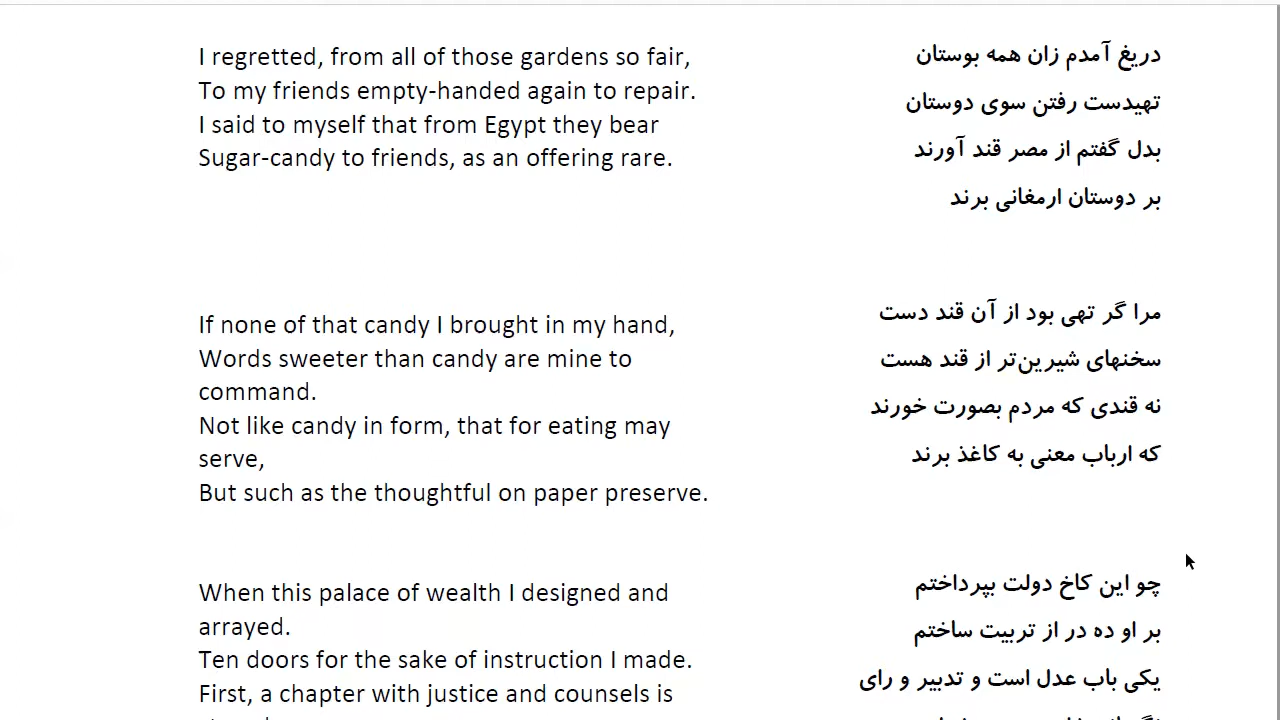 I regretted, from all of those gardens so fair,
To my friends empty-handed again to repair.
I said to myself that from Egypt they bear
Sugar-candy to friends, as an offering rare.
دریغ آمدم زان همه بوستان
تهیدست رفتن سوی دوستان
بدل گفتم از مصر قند آورند
بر دوستان ارمغانی برند
If none of that candy I brought in my hand,
Words sweeter than candy are mine to
command.
Not like candy in form, that for eating may
serve,
But such as the thoughtful on paper preserve.
مرا گر تهی بود از آن قند دست
سخنهای شیرین‌تر از قند هست
نه قندی که مردم بصورت خورند
که ارباب معنی به کاغذ برند
When this palace of wealth I designed and
arrayed.
Ten doors for the sake of instruction I made.
First, a chapter with justice and counsels is
چو این کاخ دولت بپرداختم
بر او ده در از تربیت ساختم
یکی باب عدل است و تدبیر و رای